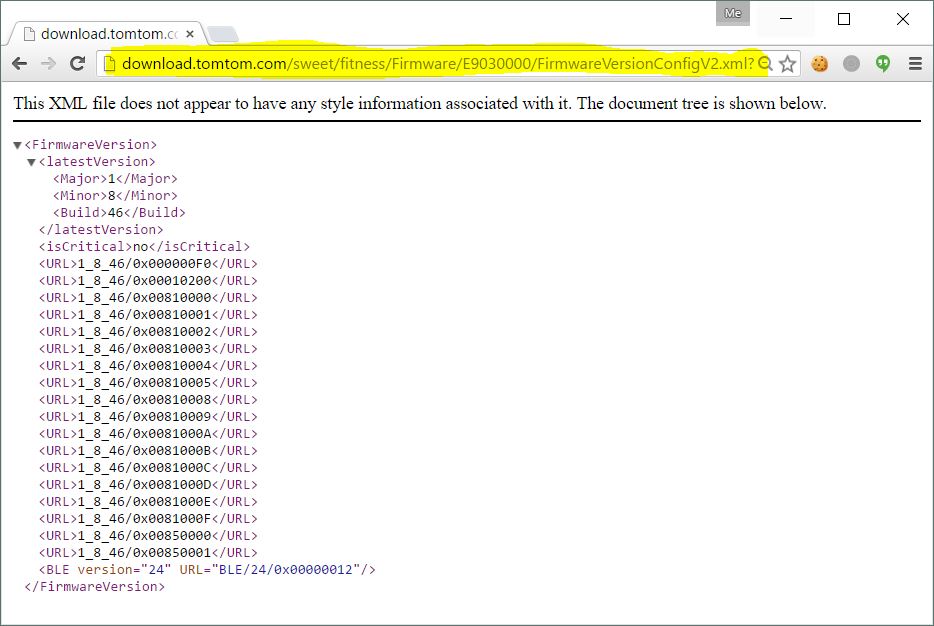 Me
download.tomtom.co
download.tomtom.com/sweet/fitness/Firmware/E9030000/FirmwareVersionConfigV2.xml?
This XML file does not appear to have any style information associated with it. The document tree is shown below.
▼<FirmwareVersion>
▼<latestVersion>
<Major>1</Major>
<Minor>8</Minor>
<Build>46</Build>
</latestVersion>
<isCritical>no</isCritical>
<URL>1_8_46/0x000000F0</URL>
<URL>1_8_46/0x00010200</URL>
<URL>1_8_46/0x00810000</URL>
<URL>1_8_46/0x00810001</URL>
<URL>1_8_46/0x00810002</URL>
<URL>1_8_46/0x00810003</URL>
<URL>1_8_46/0x00810004</URL>
<URL>1_8_46/0x00810005</URL>
<URL>1_8_46/0x00810008</URL>
<URL>1_8_46/0x00810009</URL>
<URL>1_8_46/0x0081000A</URL>
<URL>1_8_46/0x0081000B</URL>
<URL>1_8_46/0x0081000C</URL>
<URL>1_8_46/0x0081000D</URL>
<URL>1_8_46/0x0081000E</URL>
<URL>1_8_46/0x0081000F</URL>
<URL>1_8_46/0x00850000</URL>
<URL>1_8_46/0x00850001</URL>
<BLE version="24" URL="BLE/24/0x00000012"/>
</FirmwareVersion>